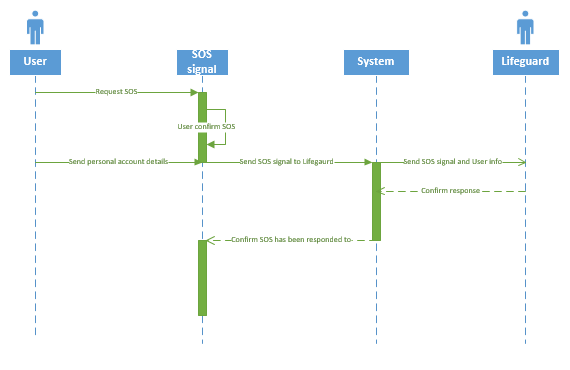 User
SOS
signal
System
Lifeguard
Request SOS
User confirm SOS
Send personal account details
Send SOS signal to Lifegaurd
Send SOS signal and User info
Confirm response
Confirm SOS has been responded to